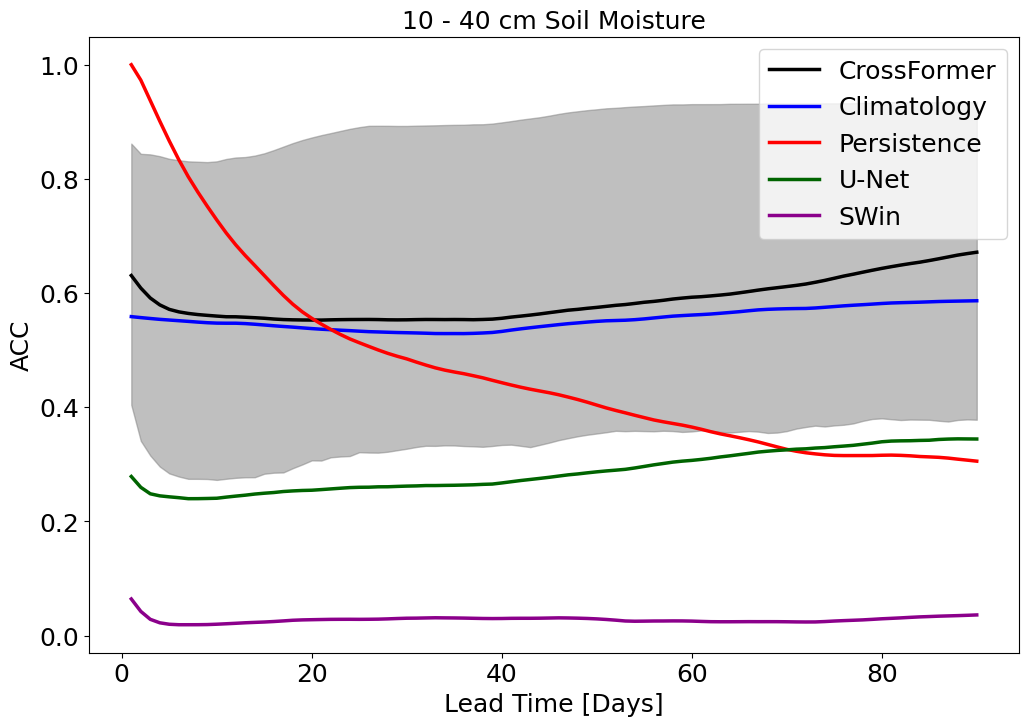 10 - 40 cm Soil Moisture
ACC
1.0
0.8
0.6
0.4
0.2
0.0
CrossFormer
Climatology
Persistence
U-Net
SWin
0 20 40 60 80
Lead Time [Days]